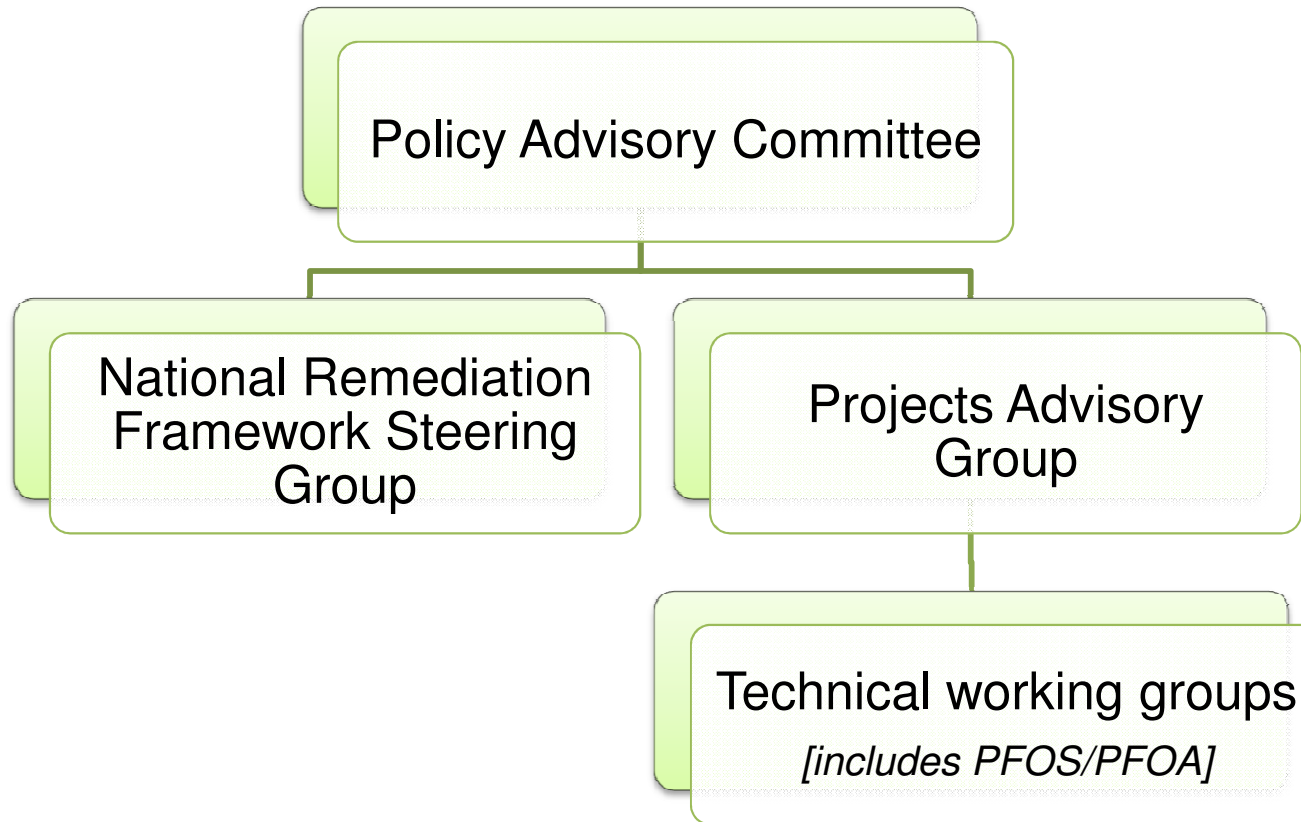 Policy Advisory Committee
National Remediation
Framework Steering
Group
Projects Advisory
Group
Technical working groups
[includes PFOS/PFOA]